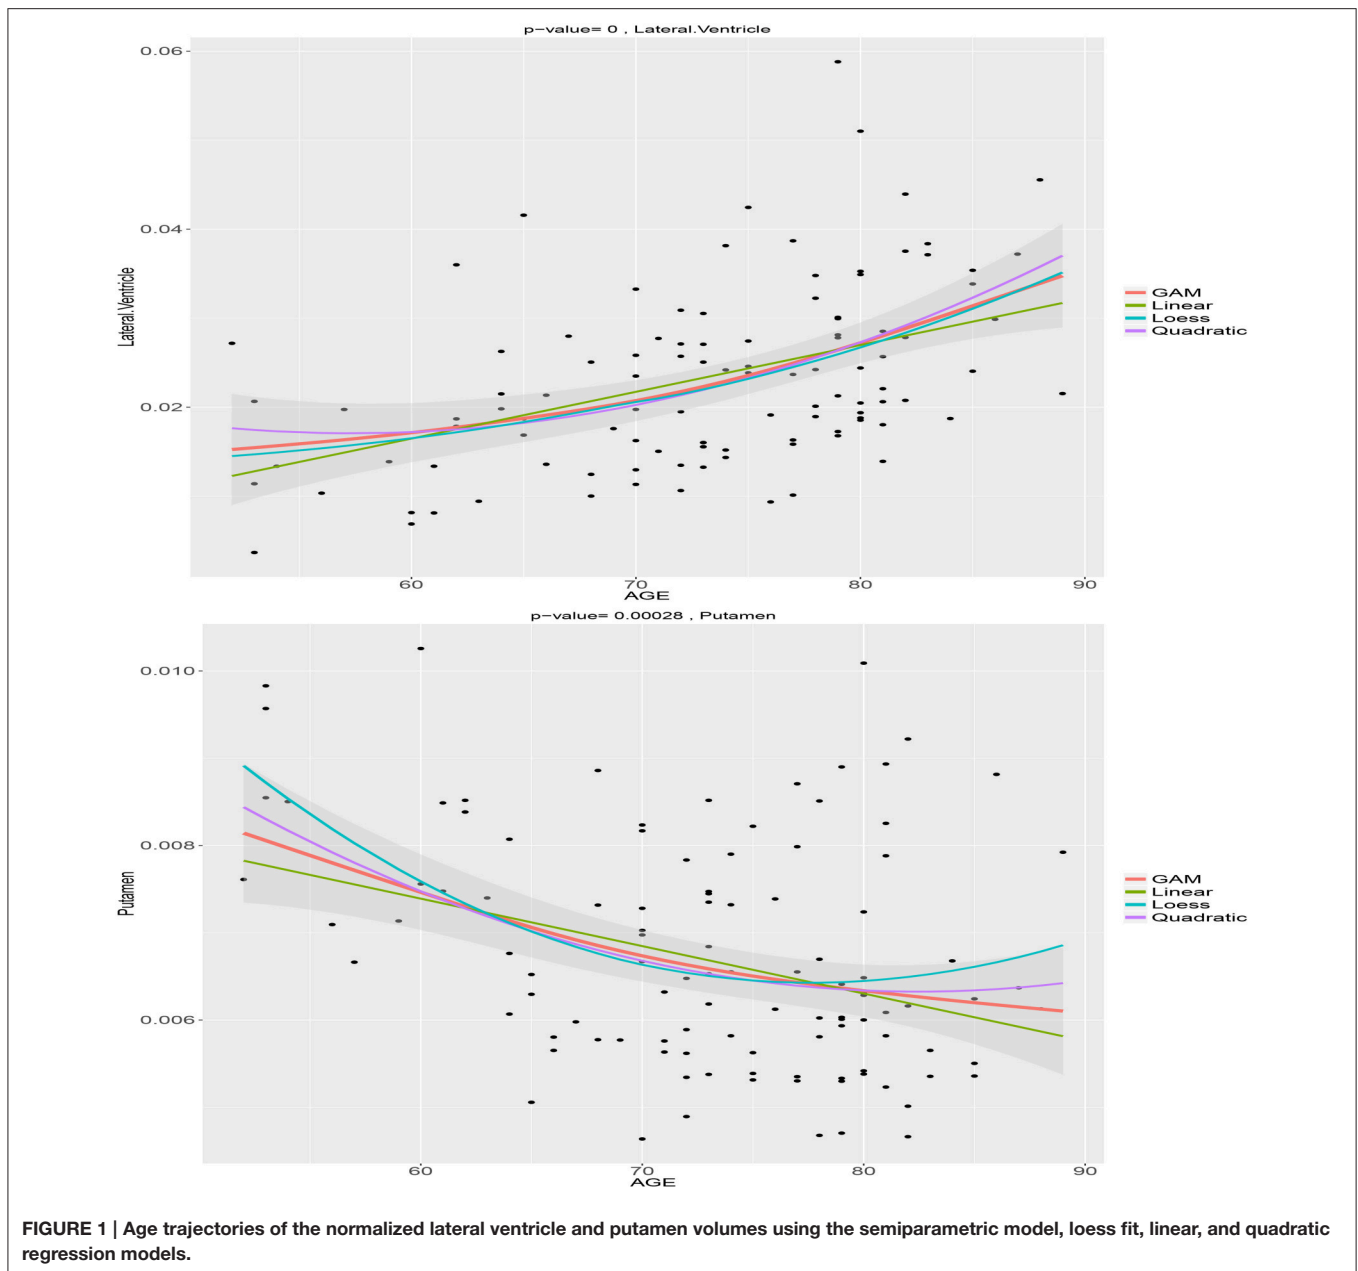 p-value= 0 , Lateral.Ventricle
0.06
0.04
0.02
Lateral.Ventricle
60
70
80
90
AGE
GAM
Linear
Loess
Quadratic
p-value= 0.00028 , Putamen
0.010
0.008
0.006
Putamen
60
70
80
90
AGE
GAM
Linear
Loess
Quadratic
FIGURE 1 | Age trajectories of the normalized lateral ventricle and putamen volumes using the semiparametric model, loess fit, linear, and quadratic
regression models.